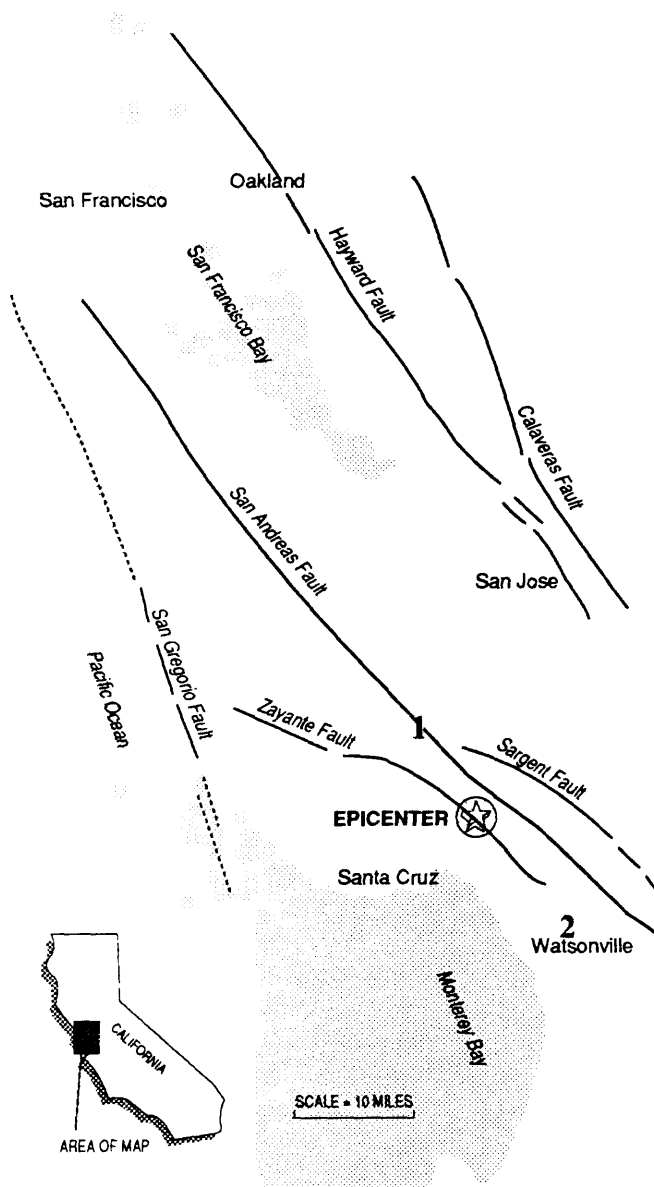 Oakland
San Francisco
Hayward Fault
San Francisco Bay
Calaveras Fault
San Andreas Fault
San Jose
San Gregorio Fault
Pacific Ocean
Zayante Fault
1
Sargent Fault
EPICENTER
Santa Cruz
2
Watsonville
Monterey Bay
CALIFORNIA
SCALE = 10 MILES
AREA OF MAP